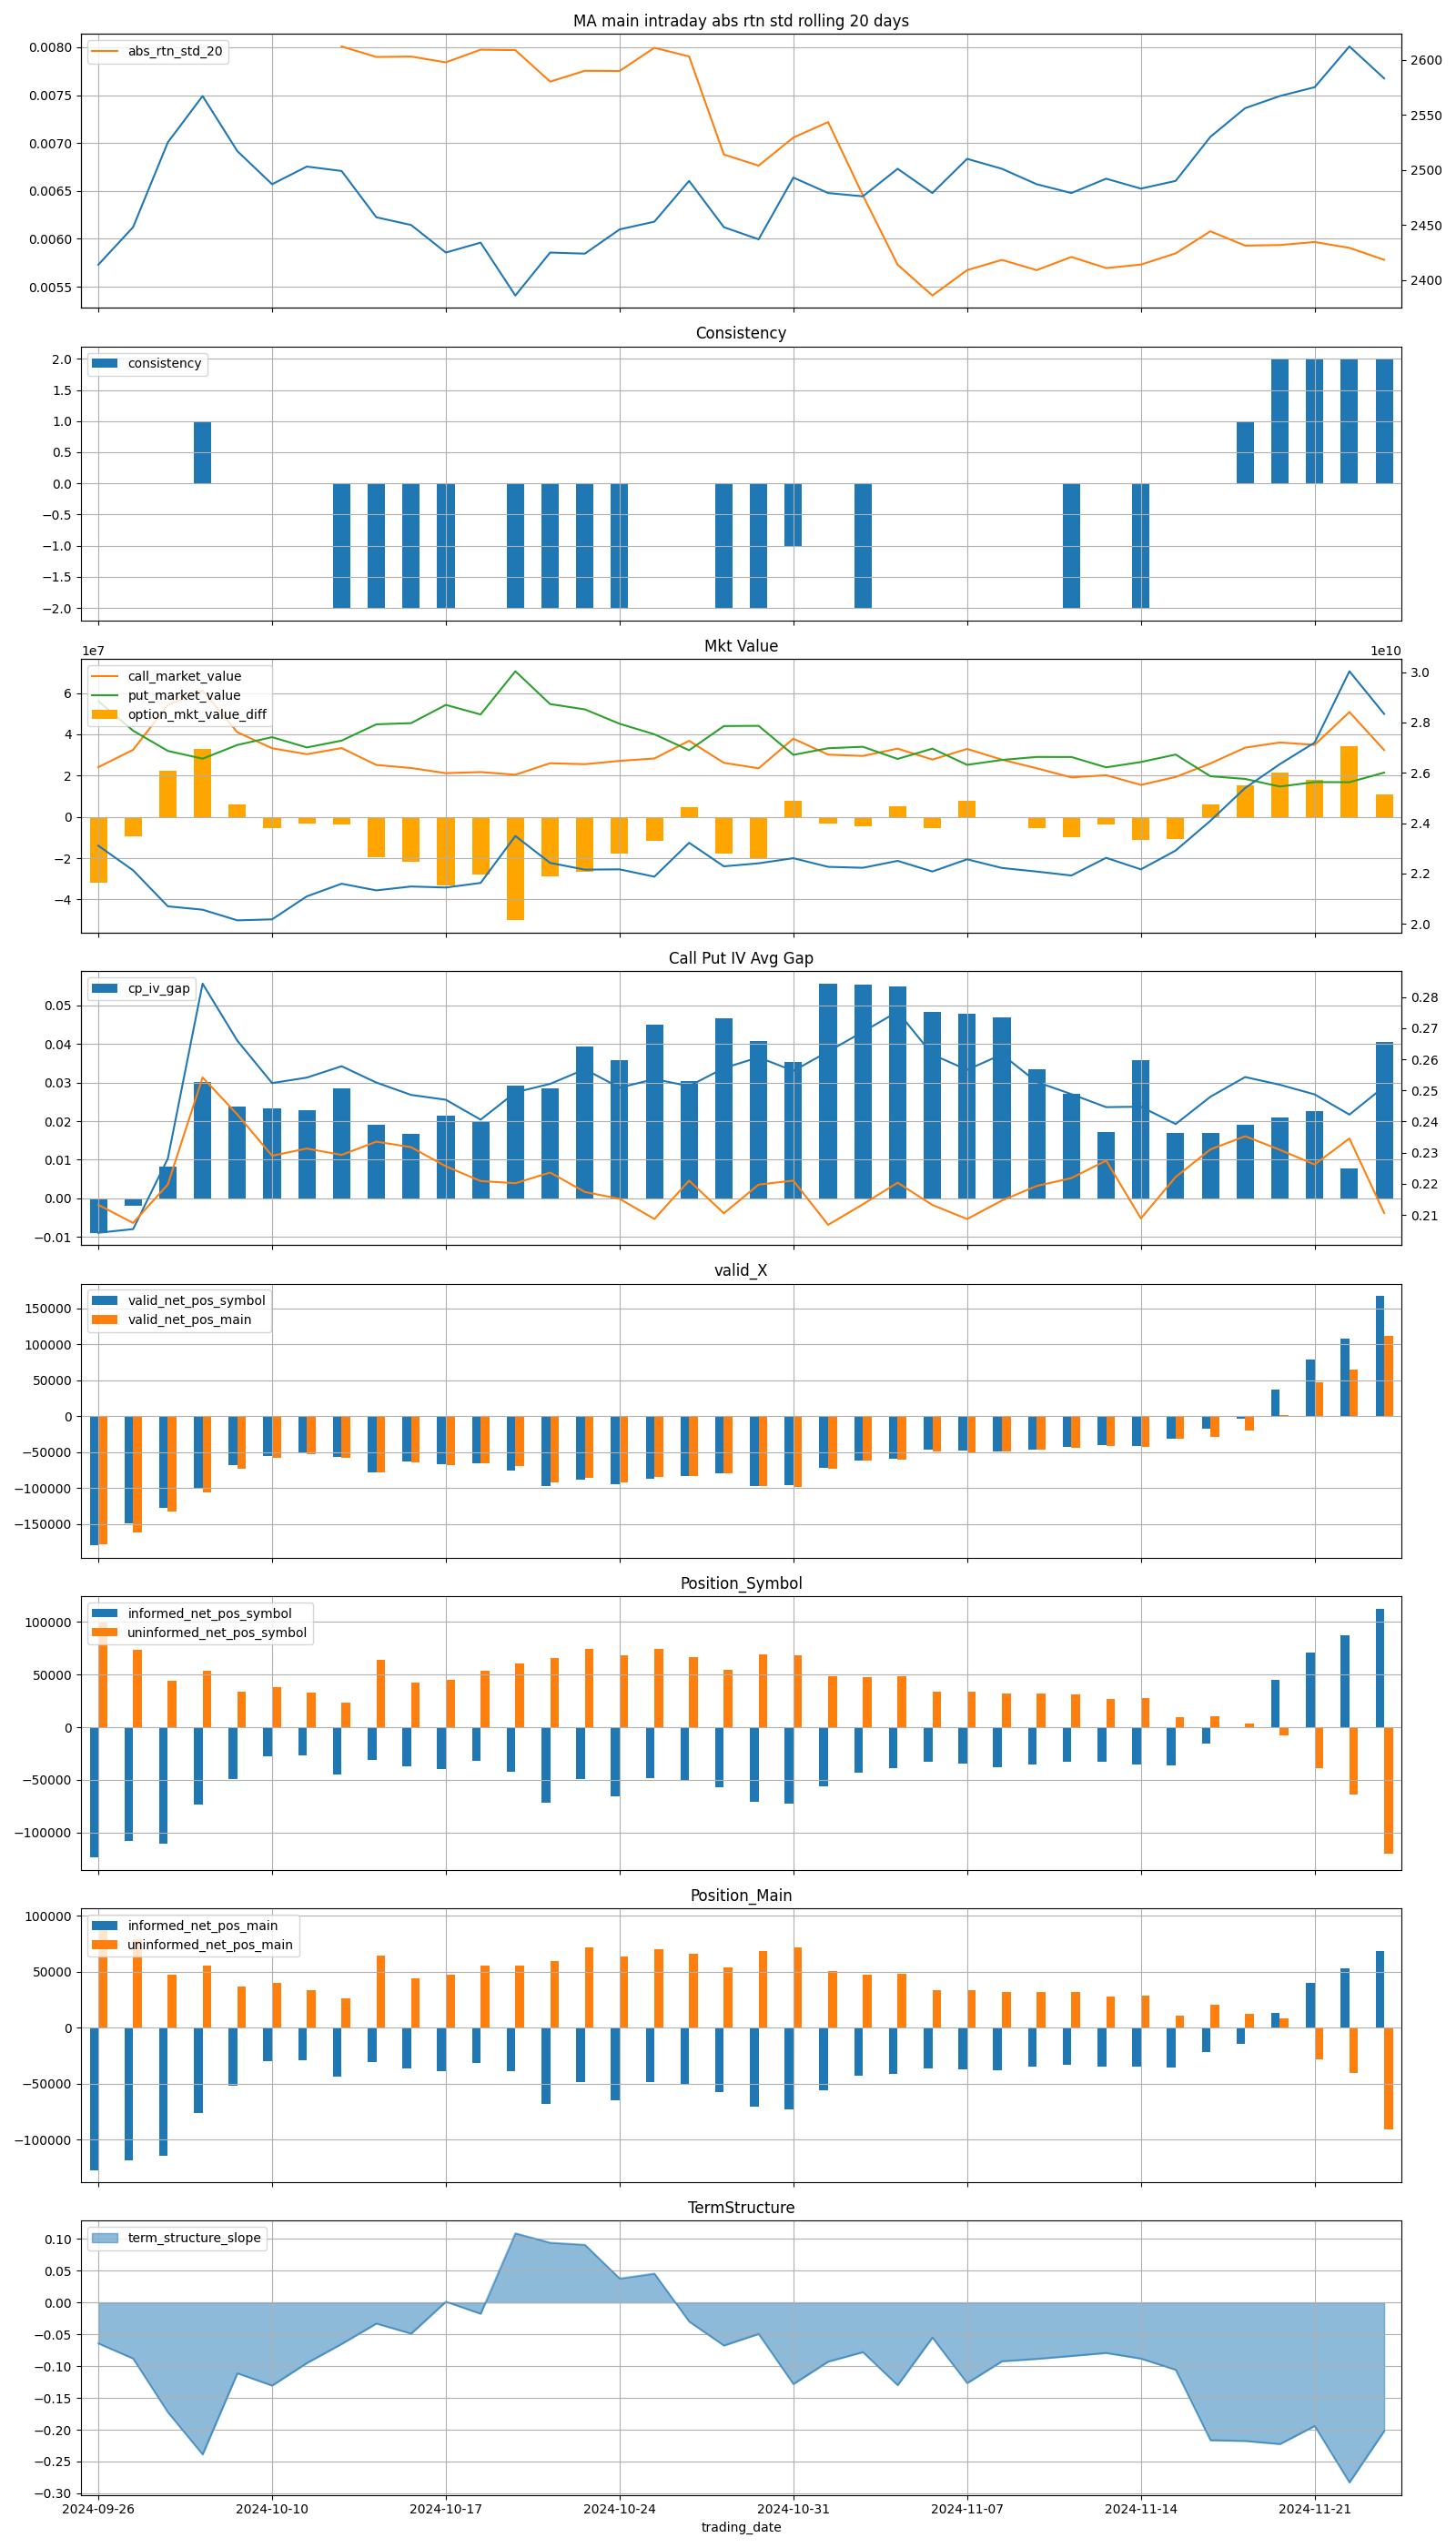 MA main intraday abs rtn std rolling 20 days
abs_rtn_std_20
0.0080
0.0075
0.0070
0.0065
0.0060
0.0055
2600
2550
2500
2450
2400
Consistency
consistency
2.0
1.5
1.0
0.5
0.0
−0.5
−1.0
−1.5
−2.0
Mkt Value
1e7
1e10
call_market_value
put_market_value
option_mkt_value_diff
6
4
2
0
−2
−4
3.0
2.8
2.6
2.4
2.2
2.0
Call Put IV Avg Gap
cp_iv_gap
0.05
0.04
0.03
0.02
0.01
0.00
−0.01
0.28
0.27
0.26
0.25
0.24
0.23
0.22
0.21
valid_X
valid_net_pos_symbol
valid_net_pos_main
150000
100000
50000
0
−50000
−100000
−150000
Position_Symbol
informed_net_pos_symbol
uninformed_net_pos_symbol
100000
50000
0
−50000
−100000
Position_Main
informed_net_pos_main
uninformed_net_pos_main
100000
50000
0
−50000
−100000
TermStructure
term_structure_slope
0.10
0.05
0.00
−0.05
−0.10
−0.15
−0.20
−0.25
−0.30
2024-09-26 2024-10-10 2024-10-17 2024-10-24 2024-10-31 2024-11-07 2024-11-14 2024-11-21
trading_date